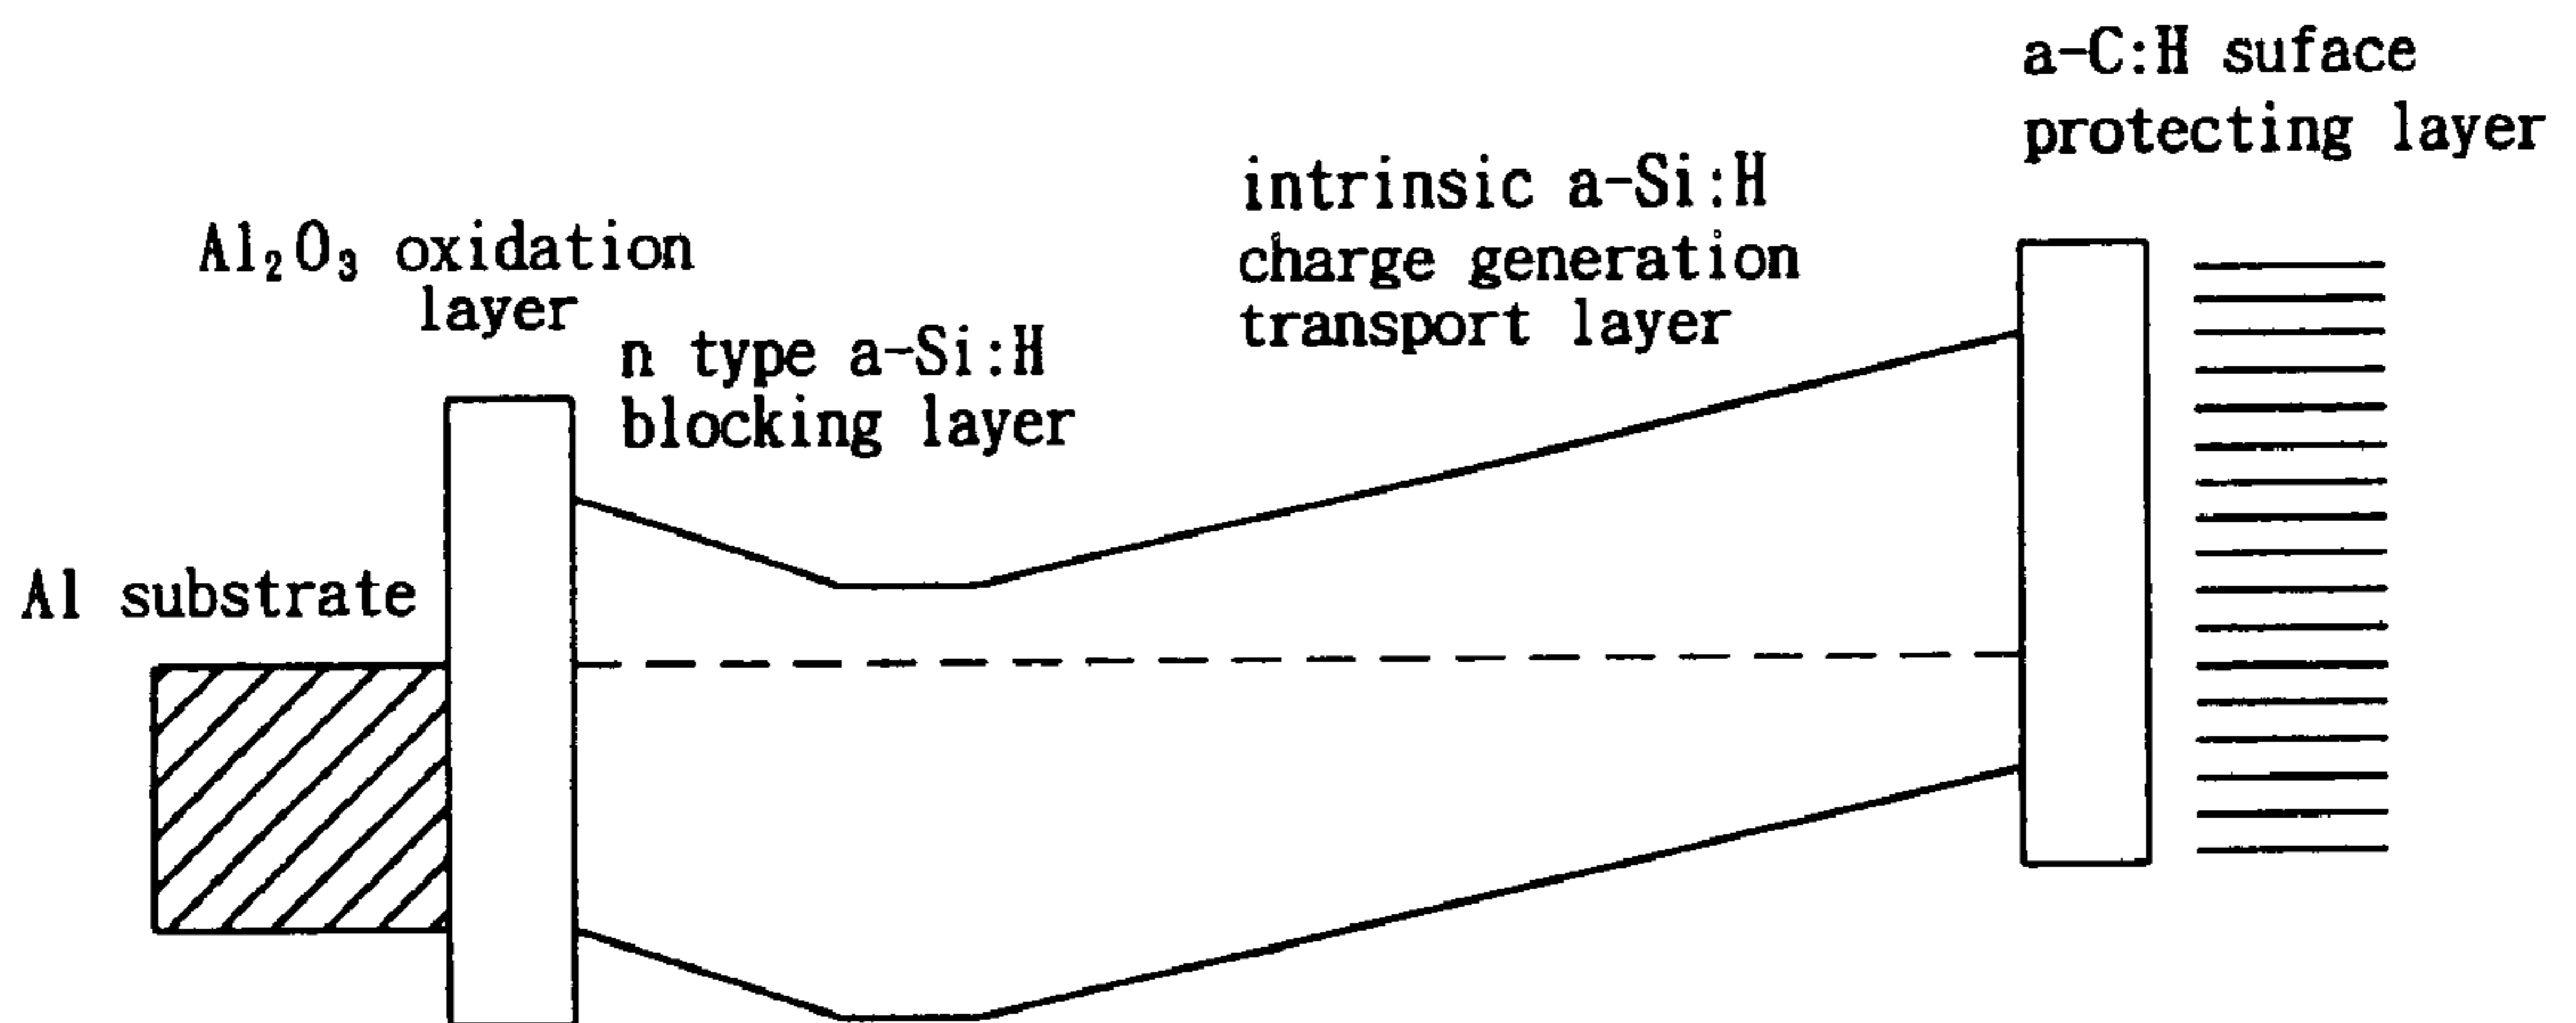 a-C:H suface
protecting layer
intrinsic a-Si:H
charge generation
transport layer
Al₂O₃ oxidation
layer
n type a-Si:H
blocking layer
Al substrate